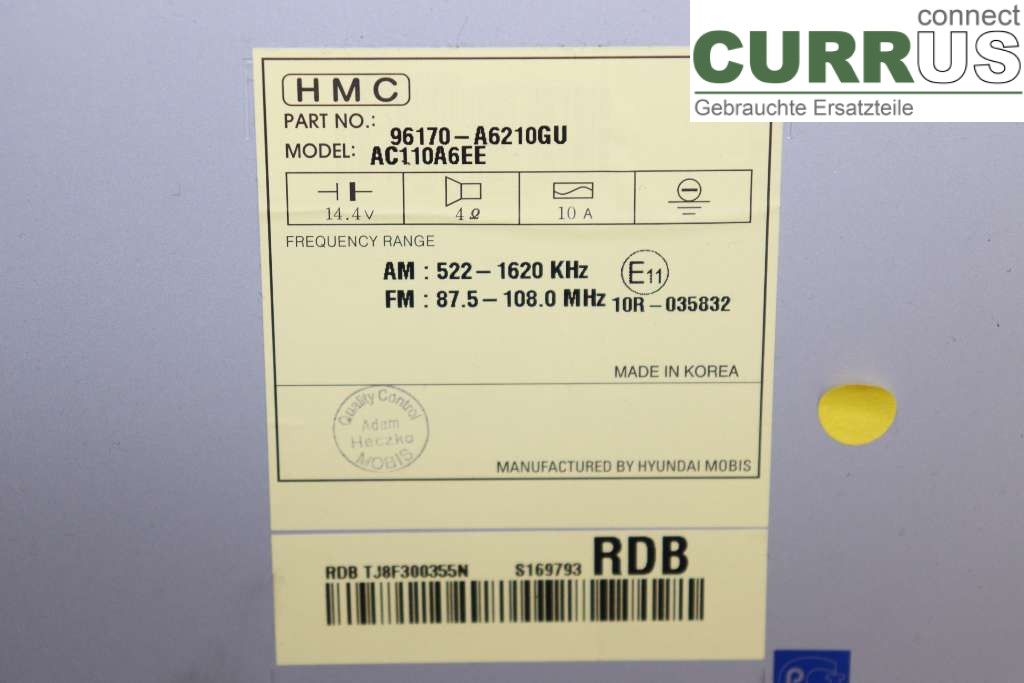 connect
CURRUS
Gebrauchte Ersatzteile
HMC
PART NO.: 96170-A6210GU
MODEL: AC110A6EE
14.4V 4Ω 10 A
FREQUENCY RANGE
AM : 522-1620 KHz E11
FM : 87.5-108.0 MHz 10R-035832
MADE IN KOREA
Quality Control
Adam
Heczko
MOBIS
MANUFACTURED BY HYUNDAI MOBIS
RDB TJ8F300355N S169793 RDB